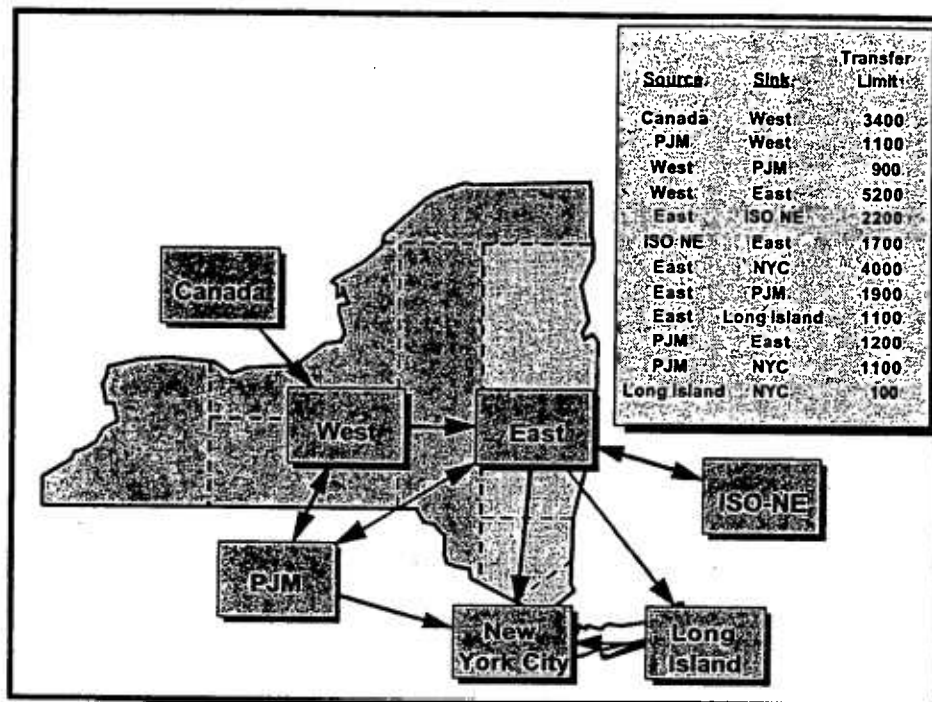 Transfer
Source Sink Limit
Canada West 3400
PJM West 1100
West PJM 900
West East 5200
East ISO NE 2200
ISO NE East 1700
East NYC 4000
East PJM 1900
East Long Island 1100
PJM East 1200
PJM NYC 1100
Long Island NYC 100
Canada
West
East
ISO-NE
PJM
New
York City
Long
Island